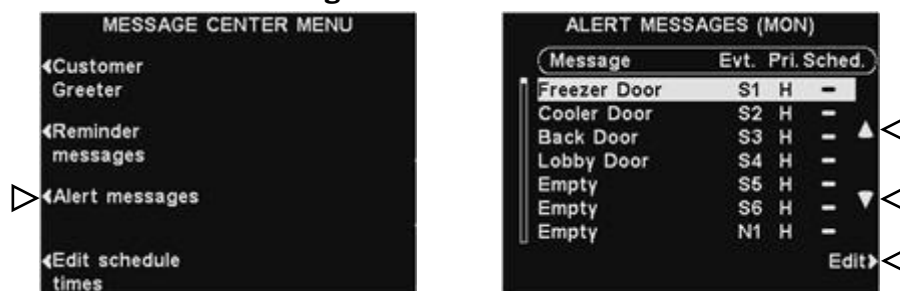 MESSAGE CENTER MENU
Customer
Greeter
Reminder
messages
Alert messages
Edit schedule
times
ALERT MESSAGES (MON)
Message Evt. Pri. Sched.
Freezer Door S1 H –
Cooler Door S2 H –
Back Door S3 H –
Lobby Door S4 H –
Empty S5 H –
Empty S6 H –
Empty N1 H –
Edit